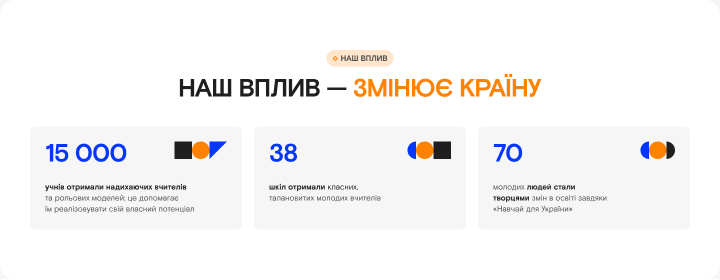 НАШ ВПЛИВ
НАШ ВПЛИВ — ЗМІНЮЄ КРАЇНУ
15 000
учнів отримали надихаючих вчителів
та рольових моделей; це допомагає
їм реалізовувати свій власний потенціал
38
шкіл отримали класних,
талановитих молодих вчителів
70
молодих людей стали
творцями змін в освіті завдяки
«Навчай для України»